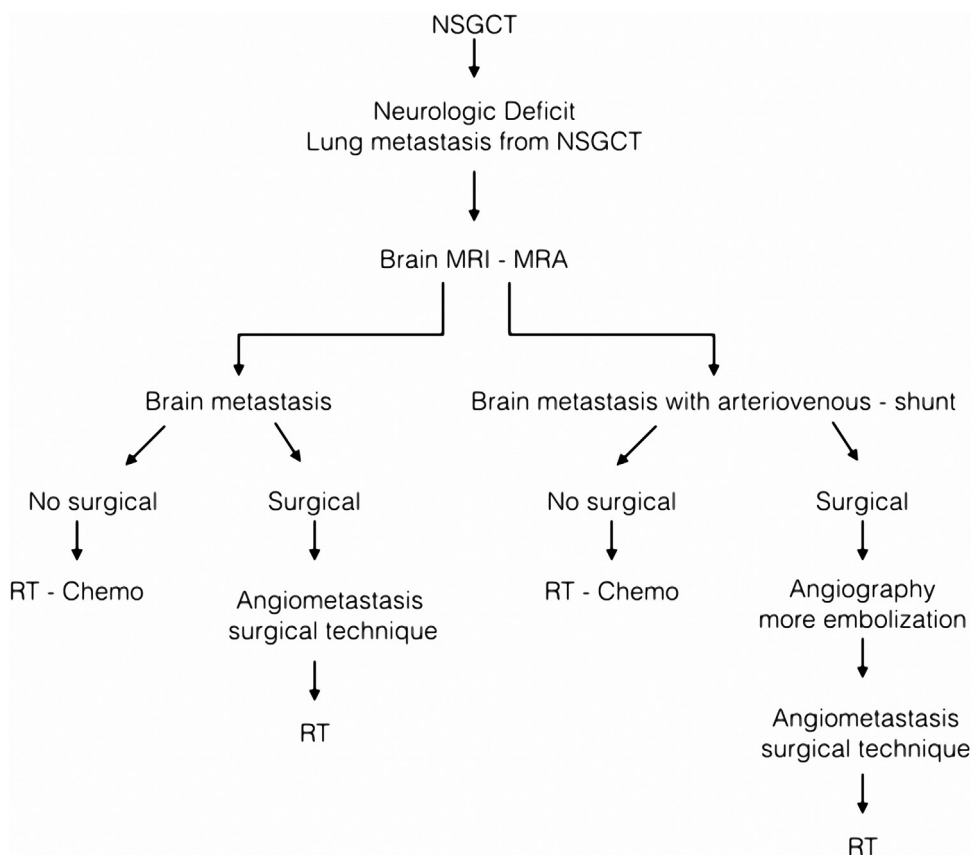 NSGCT
Neurologic Deficit
Lung metastasis from NSGCT
Brain MRI - MRA
Brain metastasis
Brain metastasis with arteriovenous - shunt
No surgical
Surgical
No surgical
Surgical
RT - Chemo
Angiometastasis
surgical technique
RT - Chemo
Angiography
more embolization
RT
Angiometastasis
surgical technique
RT